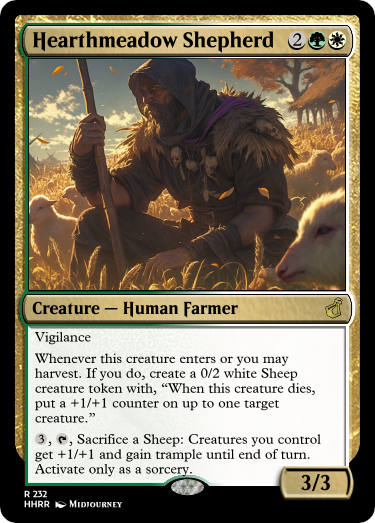 Hearthmeadow Shepherd 2
Creature — Human Farmer
Vigilance
Whenever this creature enters or you may
harvest. If you do, create a 0/2 white Sheep
creature token with, “When this creature dies,
put a +1/+1 counter on up to one target
creature.”
3, , Sacrifice a Sheep: Creatures you control
get +1/+1 and gain trample until end of turn.
Activate only as a sorcery.
3/3
R 232
HHRR Midjourney